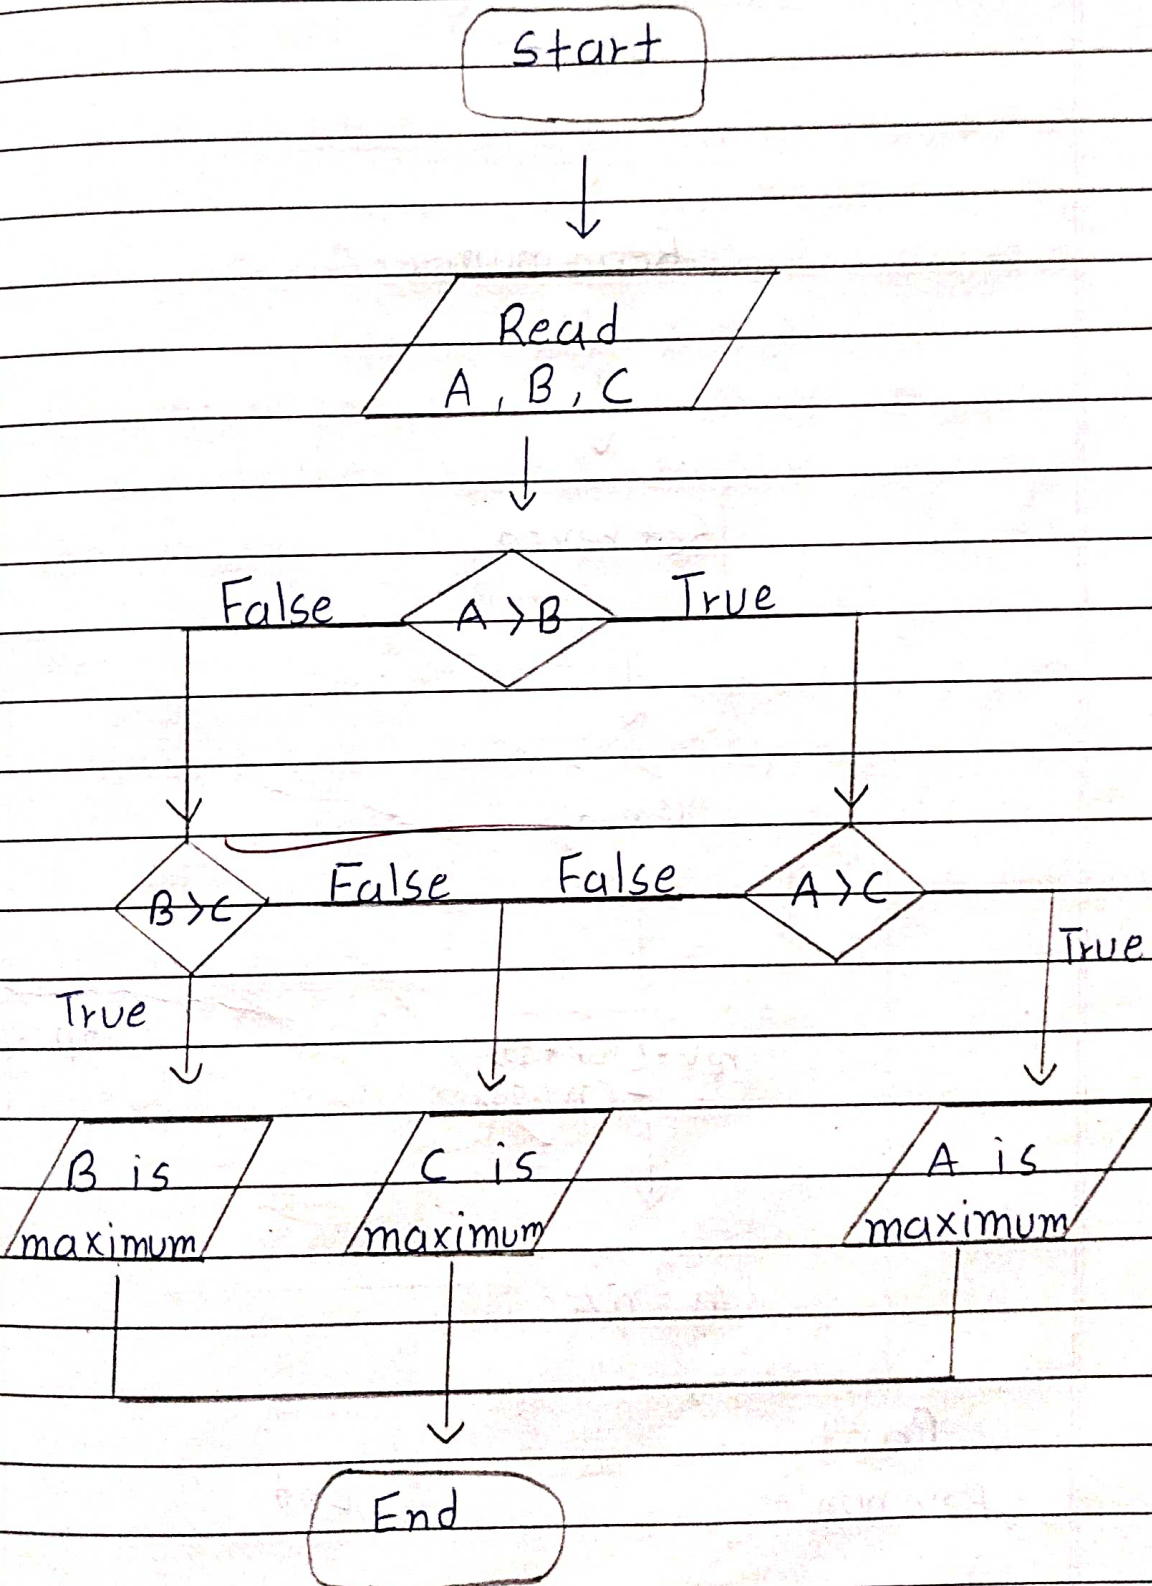 Start
Read
A, B, C
False
A > B
True
B > C
False
False
A > C
True
True
B is
maximum
C is
maximum
A is
maximum
End